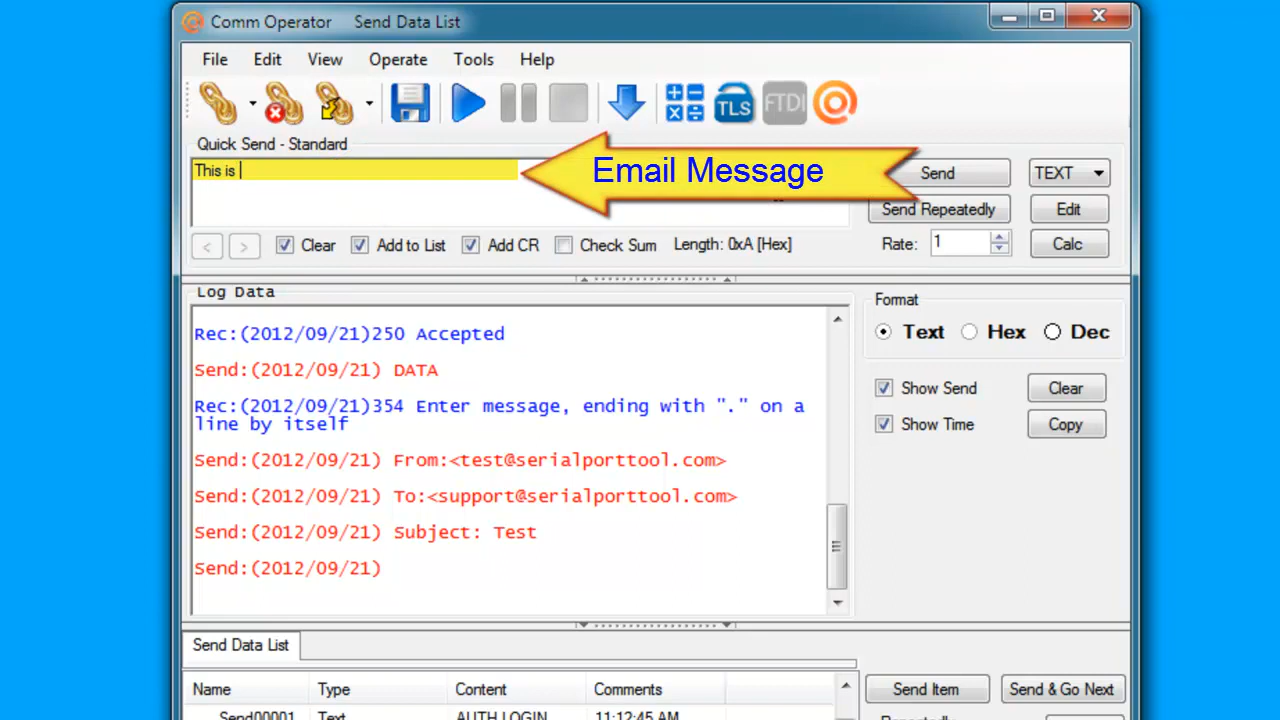 Comm Operator Send Data List
File Edit View Operate Tools Help
TLS FTDI
Quick Send - Standard
This is
Email Message
Send TEXT
Send Repeatedly Edit
< > Clear Add to List Add CR Check Sum Length: 0xA [Hex] Rate: 1 Calc
Log Data
Format
Rec:(2012/09/21)250 Accepted
Text Hex Dec
Send:(2012/09/21) DATA
Show Send Clear
Rec:(2012/09/21)354 Enter message, ending with "." on a
line by itself
Show Time Copy
Send:(2012/09/21) From:<test@serialporttool.com>
Send:(2012/09/21) To:<support@serialporttool.com>
Send:(2012/09/21) Subject: Test
Send:(2012/09/21)
Send Data List
Name Type Content Comments Send Item Send & Go Next
Send00001 Text AUTH LOGIN 11:12:45 AM